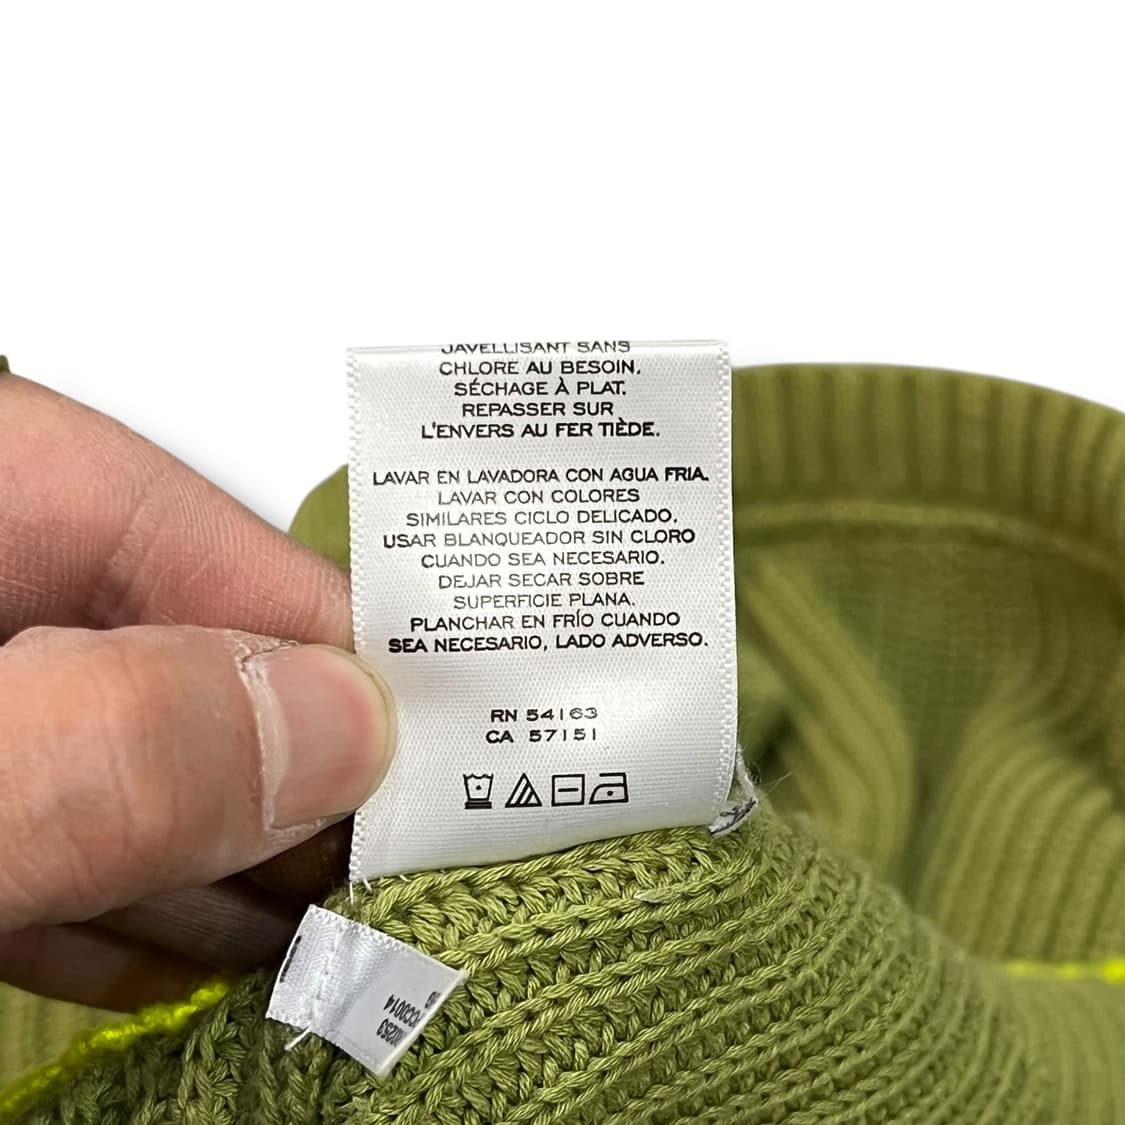 JAVELLISANT SANS
CHLORE AU BESOIN.
SÉCHAGE À PLAT.
REPASSER SUR
L'ENVERS AU FER TIÈDE.
LAVAR EN LAVADORA CON AGUA FRIA.
LAVAR CON COLORES
SIMILARES CICLO DELICADO.
USAR BLANQUEADOR SIN CLORO
CUANDO SEA NECESARIO.
DEJAR SECAR SOBRE
SUPERFICIE PLANA.
PLANCHAR EN FRÍO CUANDO
SEA NECESARIO, LADO ADVERSO.
RN 54163
CA 57151